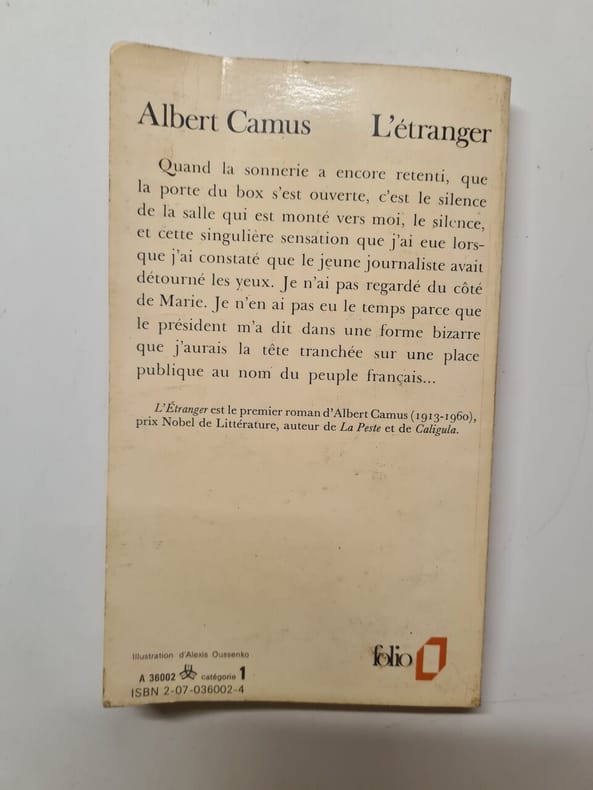 Albert Camus L'étranger
Quand la sonnerie a encore retenti, que
la porte du box s'est ouverte, c'est le silence
de la salle qui est monté vers moi, le silence,
et cette singulière sensation que j'ai eue lors-
que j'ai constaté que le jeune journaliste avait
détourné les yeux. Je n'ai pas regardé du côté
de Marie. Je n'en ai pas eu le temps parce que
le président m'a dit dans une forme bizarre
que j'aurais la tête tranchée sur une place
publique au nom du peuple français...
L'Étranger est le premier roman d'Albert Camus (1913-1960),
prix Nobel de Littérature, auteur de La Peste et de Caligula.
Illustration d'Alexis Oussenko
folio
A 36002 catégorie 1
ISBN 2-07-036002-4